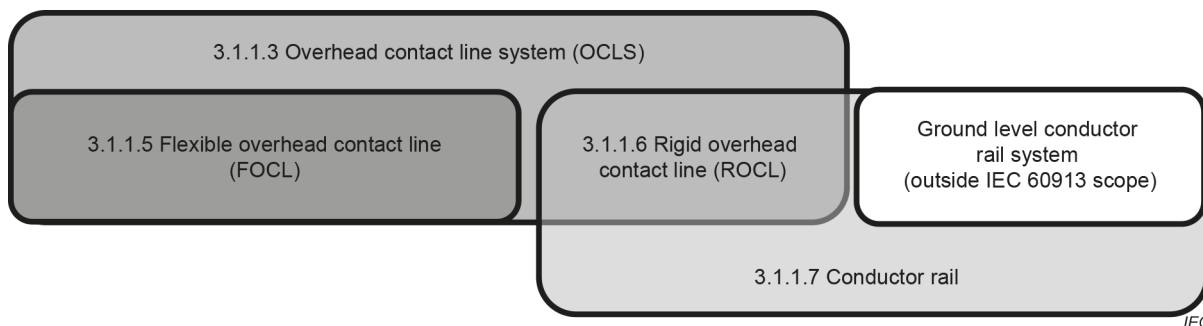 3.1.1.3 Overhead contact line system (OCLS)
3.1.1.5 Flexible overhead contact line
(FOCL)
3.1.1.6 Rigid overhead
contact line (ROCL)
Ground level conductor
rail system
(outside IEC 60913 scope)
3.1.1.7 Conductor rail
IEC